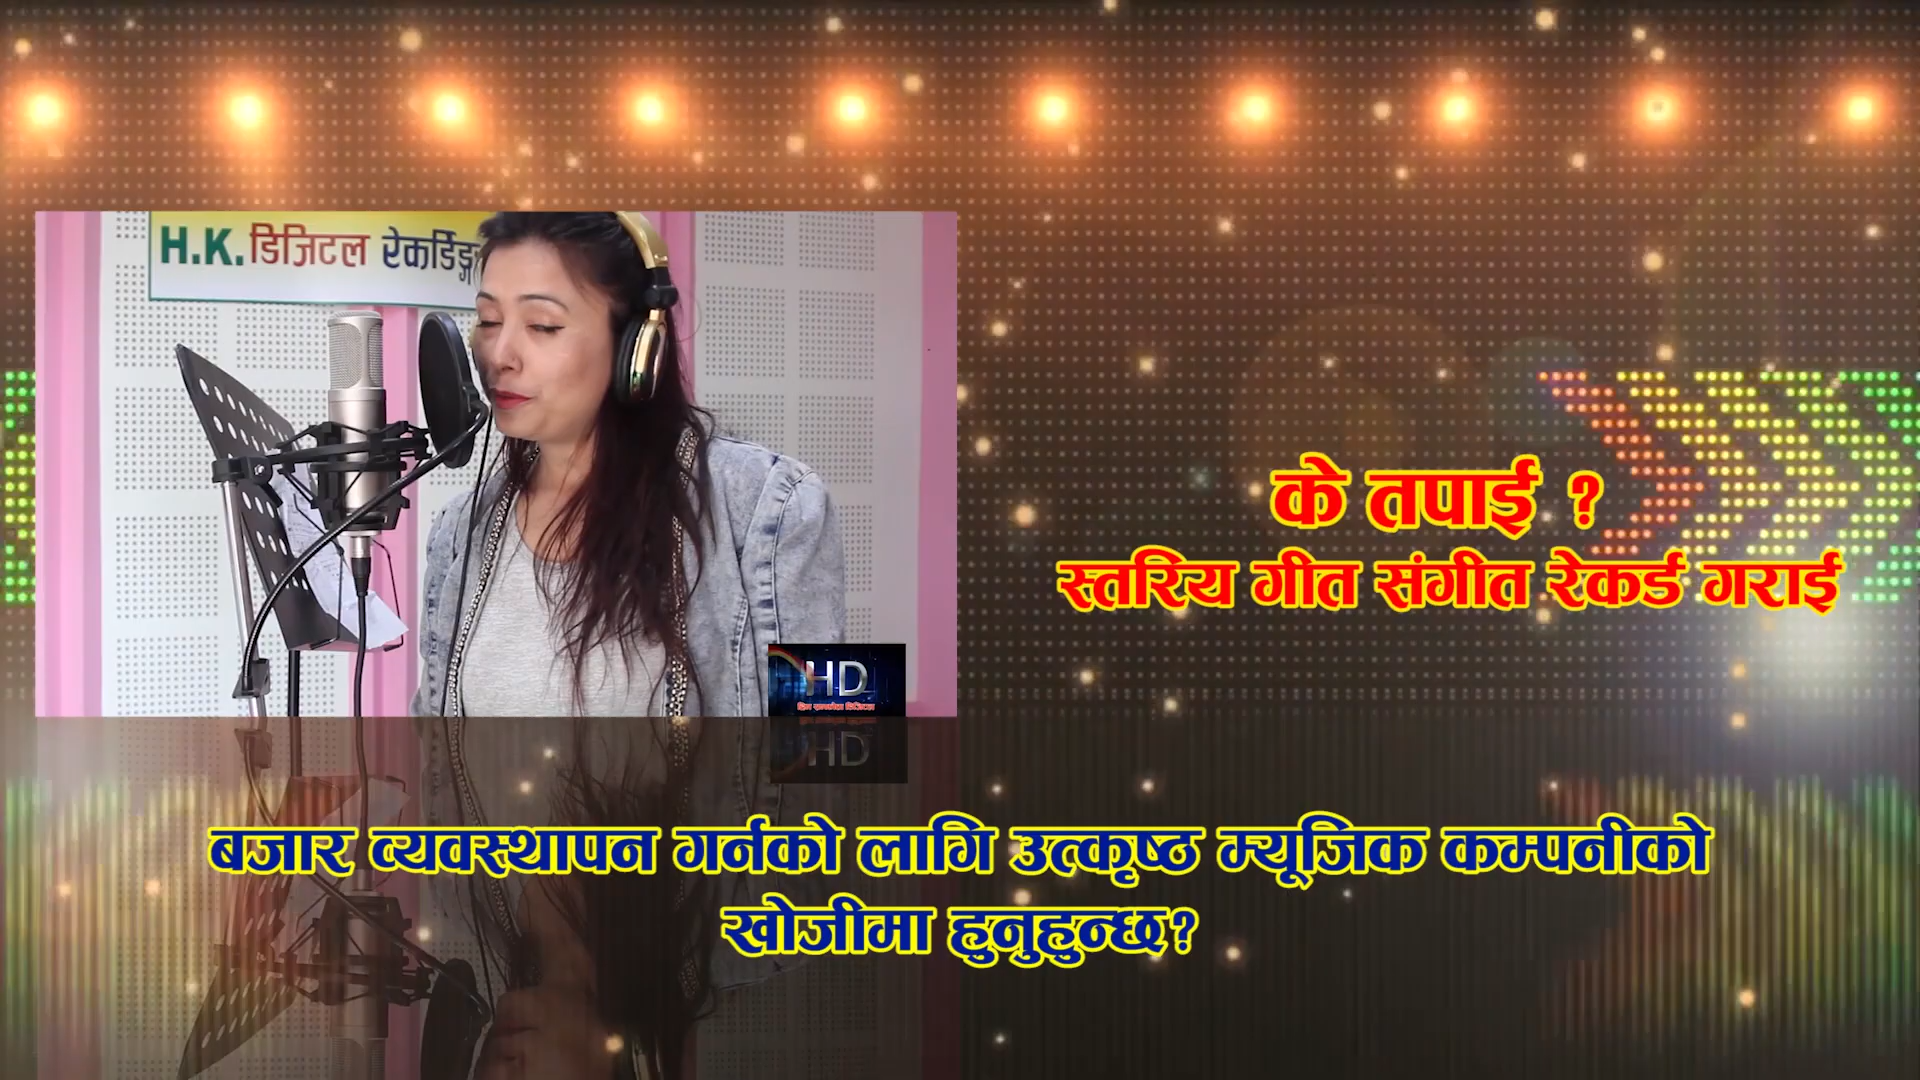 H.K. डिजिटल रेकर्डिङ्ग
के तपाई ?
स्तरिय गीत संगीत रेकर्ड गराई
HD
बजार व्यवस्थापन गर्नको लागि उत्कृष्ठ म्यूजिक कम्पनीको
खोजीमा हुनुहुन्छ?